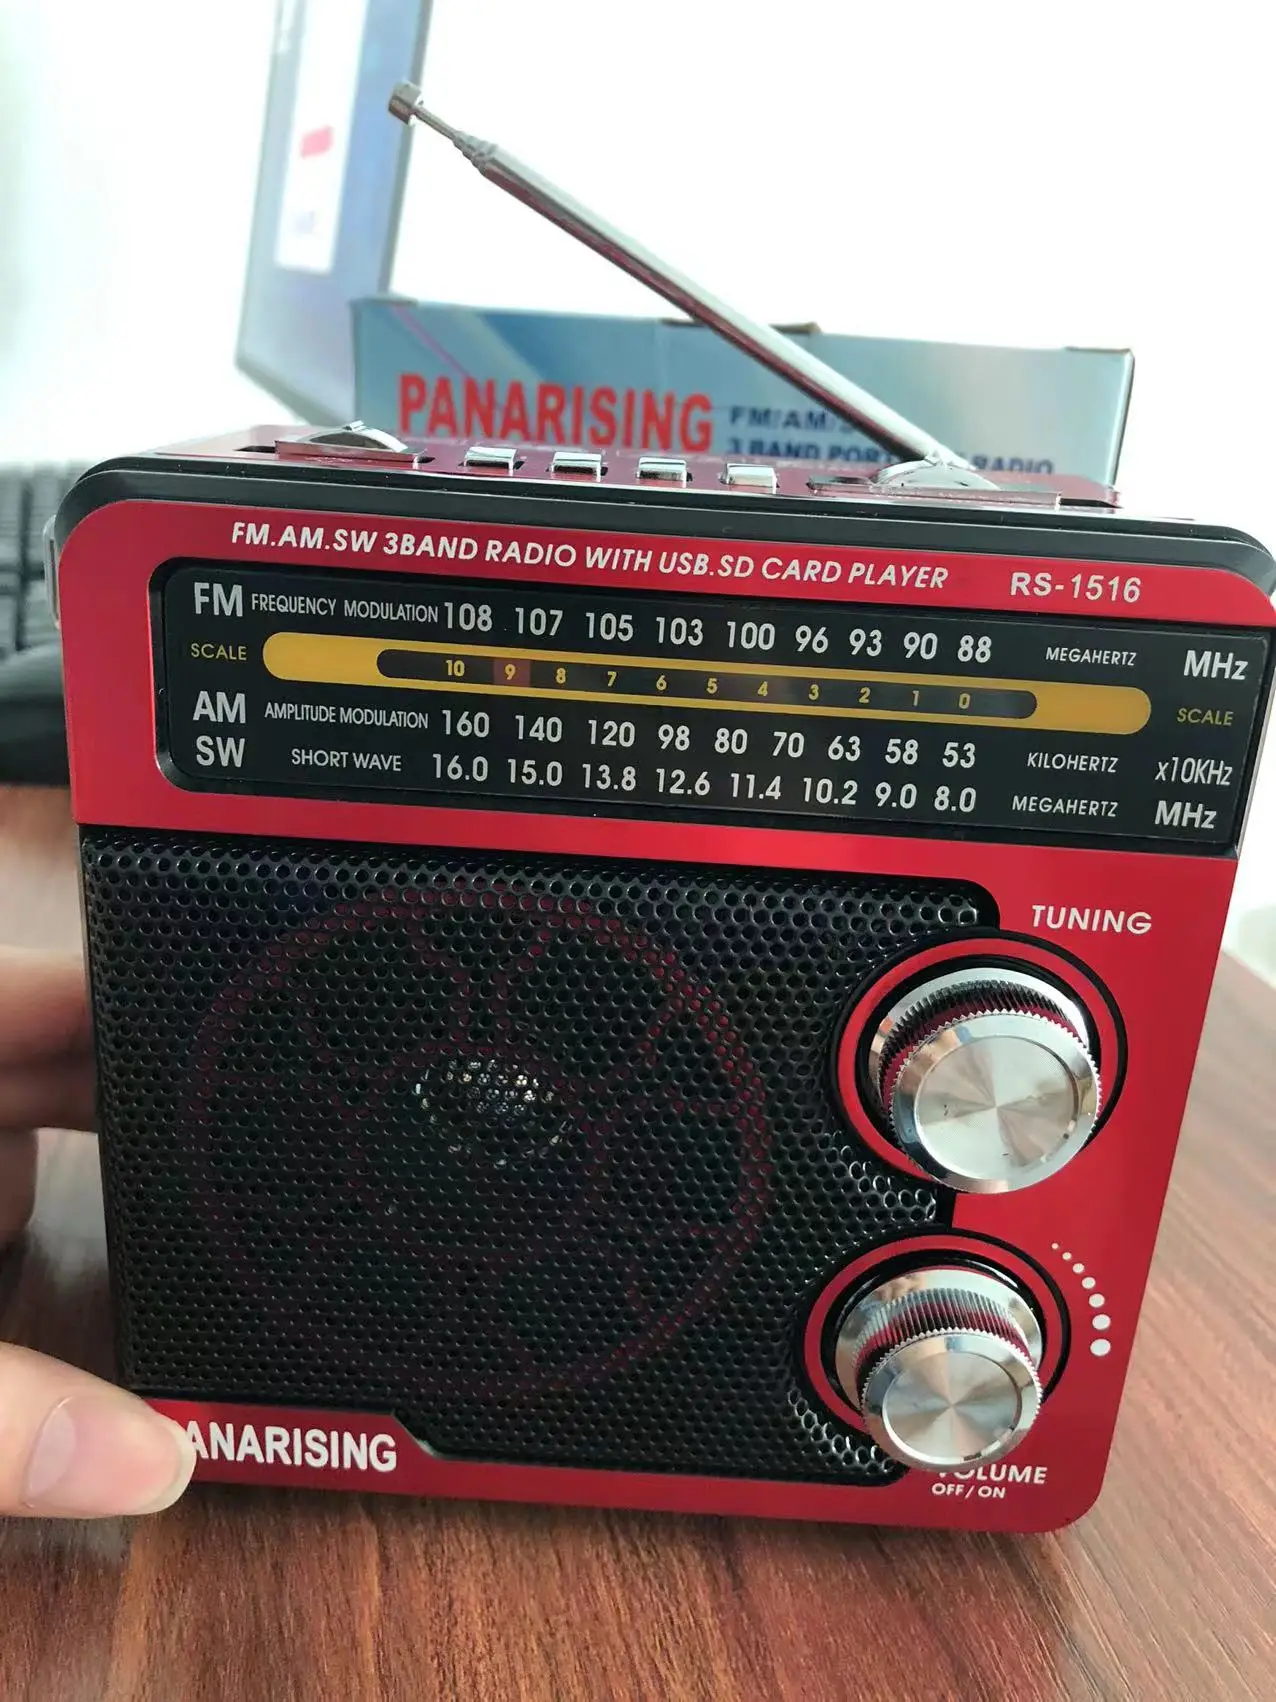 PANARISING
3 BAND RADIO
FM.AM.SW 3BAND RADIO WITH USB.SD CARD PLAYER RS-1516
FM FREQUENCY MODULATION 108 107 105 103 100 96 93 90 88 MEGAHERTZ MHz
SCALE 10 9 8 7 6 5 4 3 2 1 0 SCALE
AM AMPLITUDE MODULATION 160 140 120 98 80 70 63 58 53 KILOHERTZ x10KHz
SW SHORT WAVE 16.0 15.0 13.8 12.6 11.4 10.2 9.0 8.0 MEGAHERTZ MHz
TUNING
VOLUME
OFF/ON
ANARISING